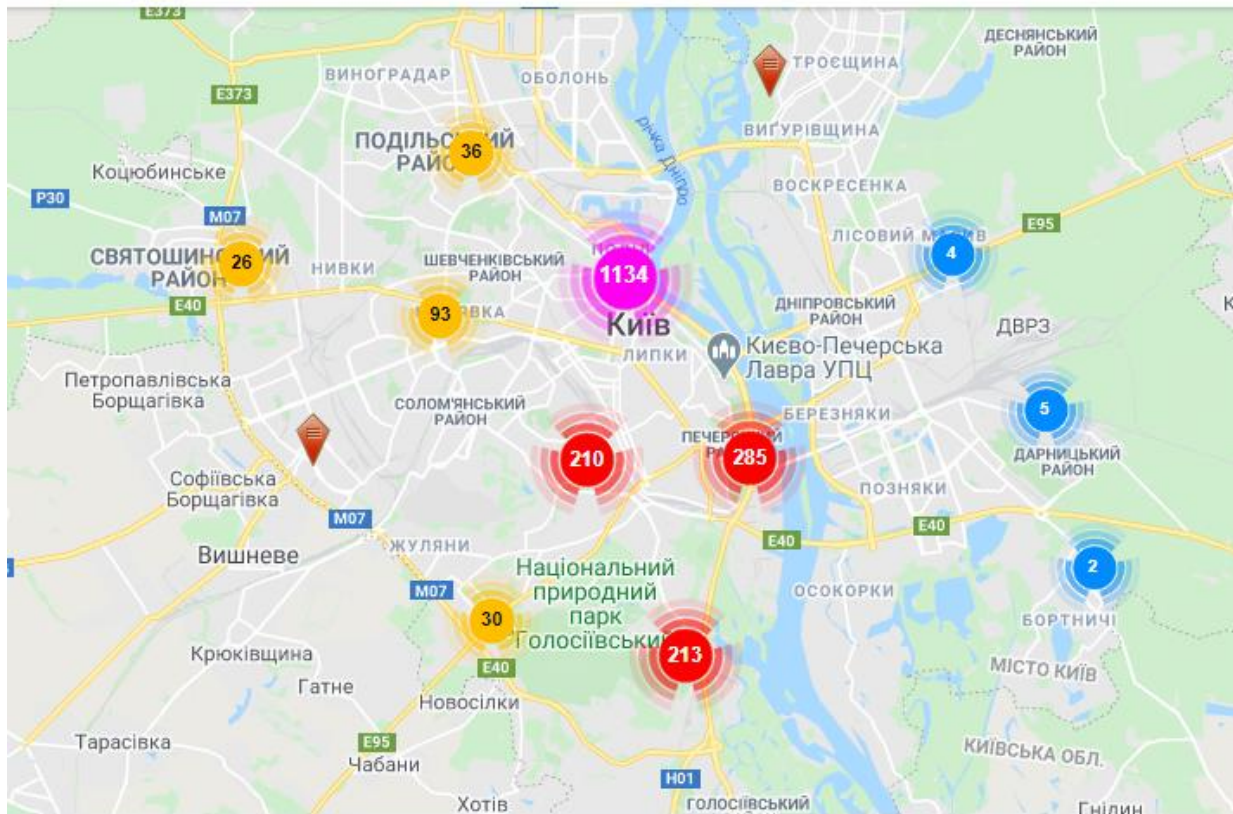 E373
ДЕСНЯНСЬКИЙ
РАЙОН
ТРОЄЩИНА
ВИНОГРАДАР
ОБОЛОНЬ
E373
річка Дніпро
ВИГУРІВЩИНА
ПОДІЛЬСЬКИЙ
РАЙОН
36
Коцюбинське
P30
ВОСКРЕСЕНКА
M07
E95
ЛІСОВИЙ МАСИВ
4
СВЯТОШИНСЬКИЙ
РАЙОН
26
НИВКИ
ШЕВЧЕНКІВСЬКИЙ
РАЙОН
1134
E40
93
ДНІПРОВСЬКИЙ
РАЙОН
Київ
ДВРЗ
ЛИПКИ
Києво-Печерська
Лавра УПЦ
Петропавлівська
Борщагівка
СОЛОМ'ЯНСЬКИЙ
РАЙОН
БЕРЕЗНЯКИ
5
ПЕЧЕРСЬКИЙ
210
285
ДАРНИЦЬКИЙ
РАЙОН
Софіївська
Борщагівка
ПОЗНЯКИ
M07
E40
E40
ЖУЛЯНИ
Вишневе
Національний
природний
парк
"Голосіївський
2
M07
ОСОКОРКИ
30
БОРТНИЧІ
213
Крюківщина
E40
МІСТО КИЇВ
Гатне
Новосілки
Тарасівка
E95
Чабани
КИЇВСЬКА ОБЛ.
H01
Хотів
ГОЛОСІЇВСЬКИЙ
Гнідин